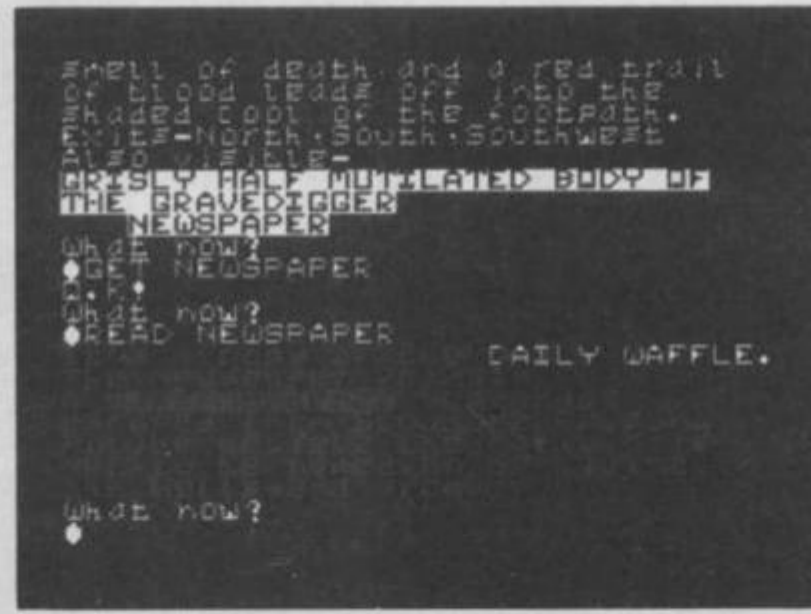 smell of death and a red trail
of blood leads off into the
shaded cool of the footpath.
Exits-North,South,SouthWest
Also visible-
GRISLY HALF MUTILATED BODY OF
THE GRAVEDIGGER
NEWSPAPER
What now?
GET NEWSPAPER
O.K.
What now?
READ NEWSPAPER
DAILY WAFFLE.
What now?